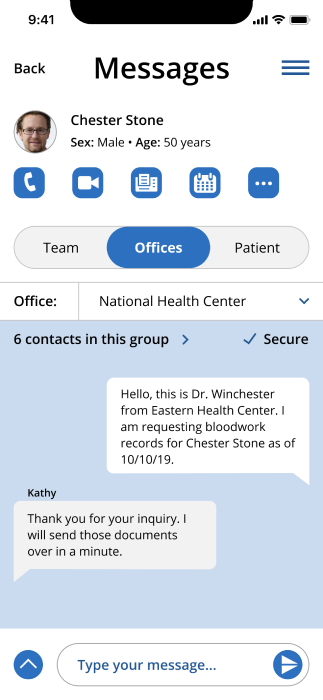 9:41
Back
Messages
Chester Stone
Sex: Male • Age: 50 years
Team
Offices
Patient
Office:
National Health Center
6 contacts in this group
Secure
Hello, this is Dr. Winchester
from Eastern Health Center. I
am requesting bloodwork
records for Chester Stone as of
10/10/19.
Kathy
Thank you for your inquiry. I
will send those documents
over in a minute.
Type your message...